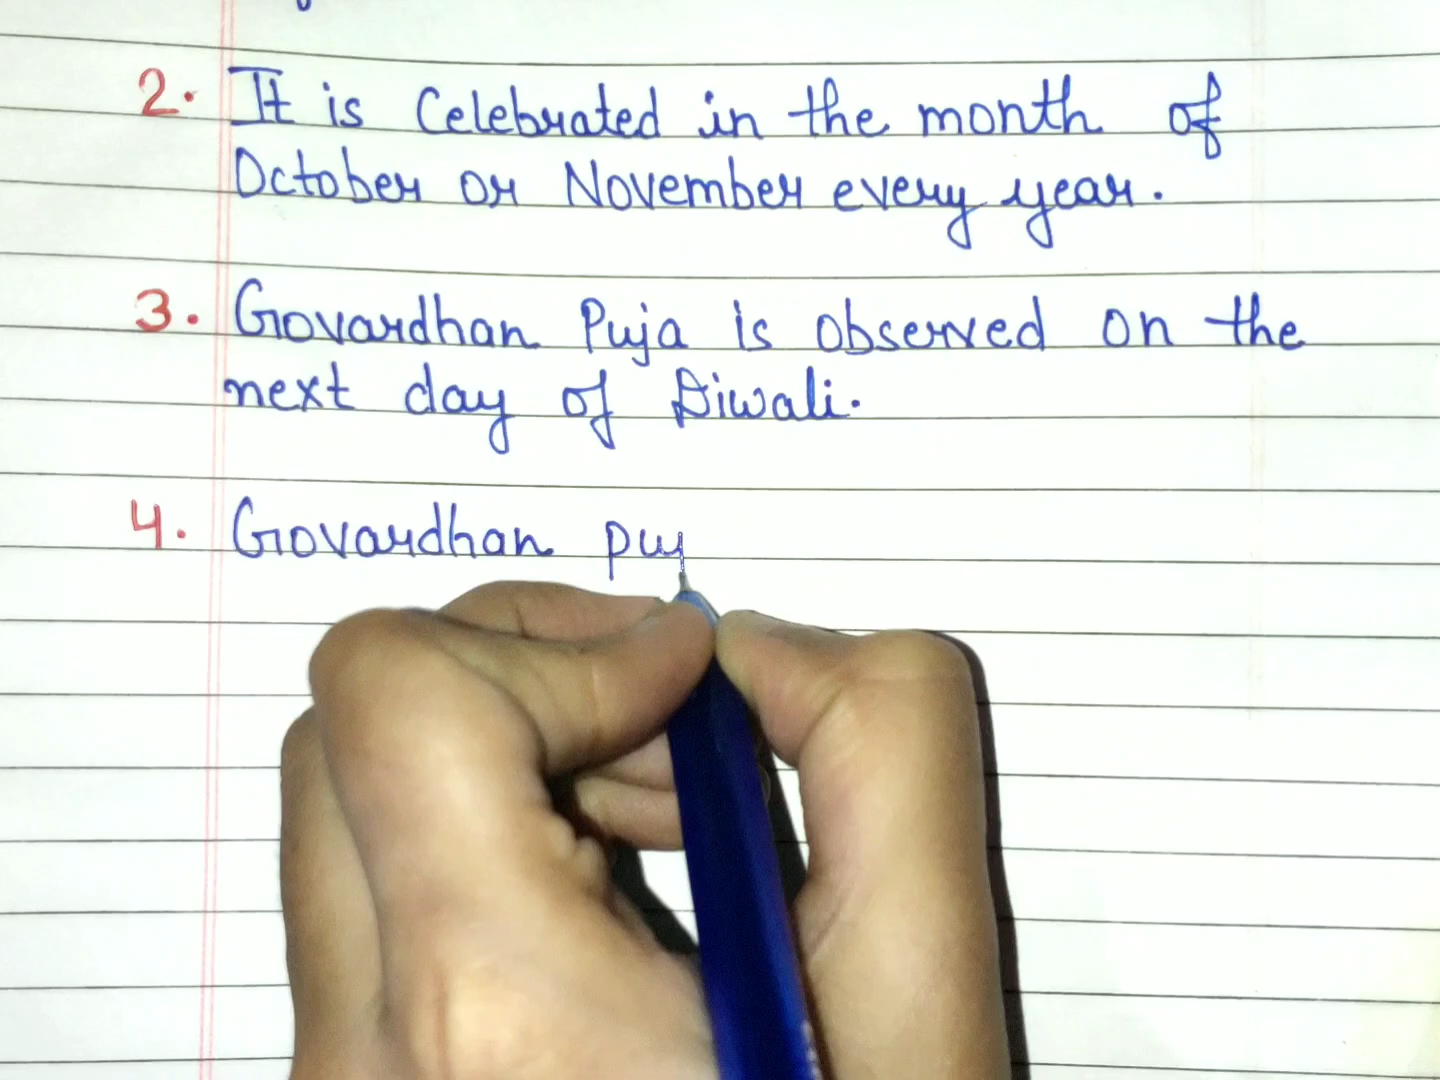 2. It is Celebrated in the month of
October or November every year.
3. Govardhan Puja is observed on the
next day of Diwali.
4. Govardhan puj